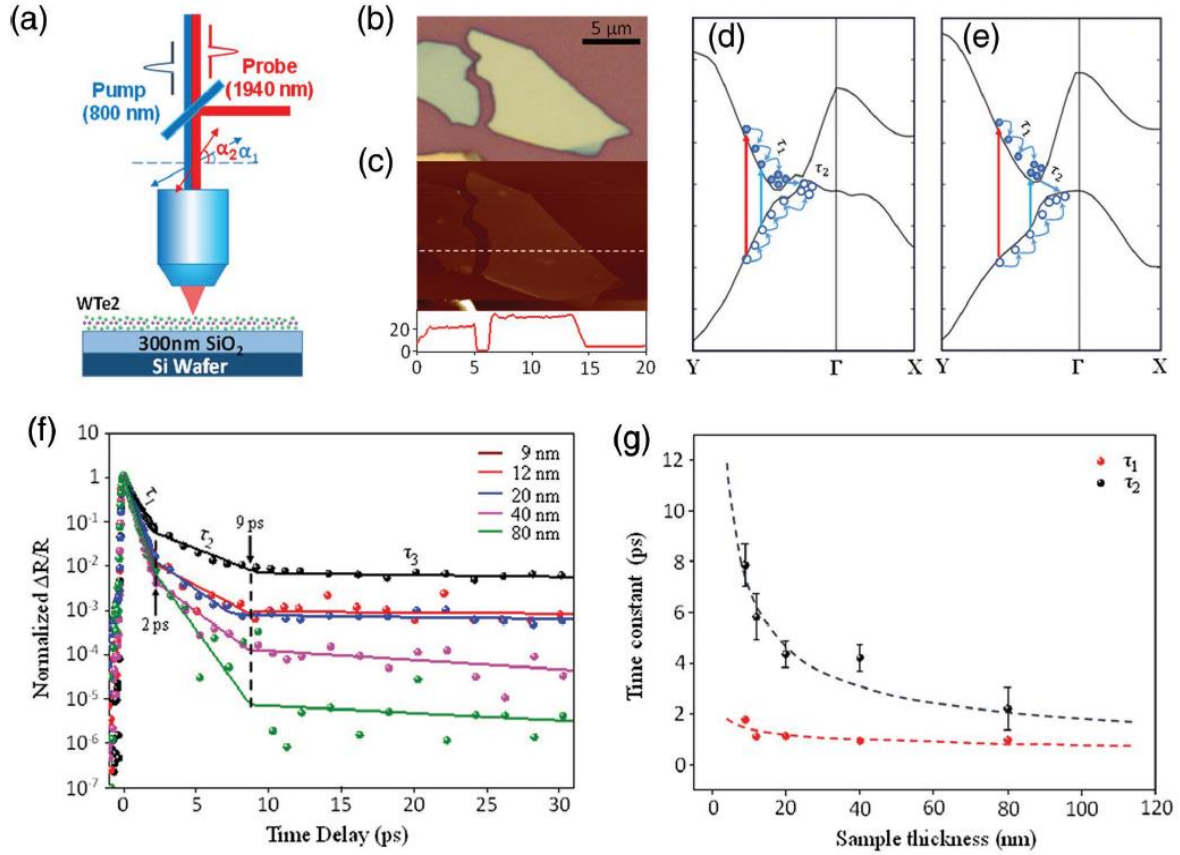 (a)
Pump
(800 nm)
Probe
(1940 nm)
α₂ α₁
WTe2
300nm SiO₂
Si Wafer
(b)
5 μm
(c)
20
0
0 5 10 15 20
(d)
τ₁
τ₂
Y Γ X
(e)
τ₁
τ₂
Y Γ X
(f)
Normalized ΔR/R
10
1
10⁻¹
10⁻²
10⁻³
10⁻⁴
10⁻⁵
10⁻⁶
10⁻⁷
τ₁
τ₂
τ₃
2 ps
9 ps
9 nm
12 nm
20 nm
40 nm
80 nm
0 5 10 15 20 25 30
Time Delay (ps)
(g)
Time constant (ps)
12
10
8
6
4
2
0
τ₁
τ₂
0 20 40 60 80 100 120
Sample thickness (nm)